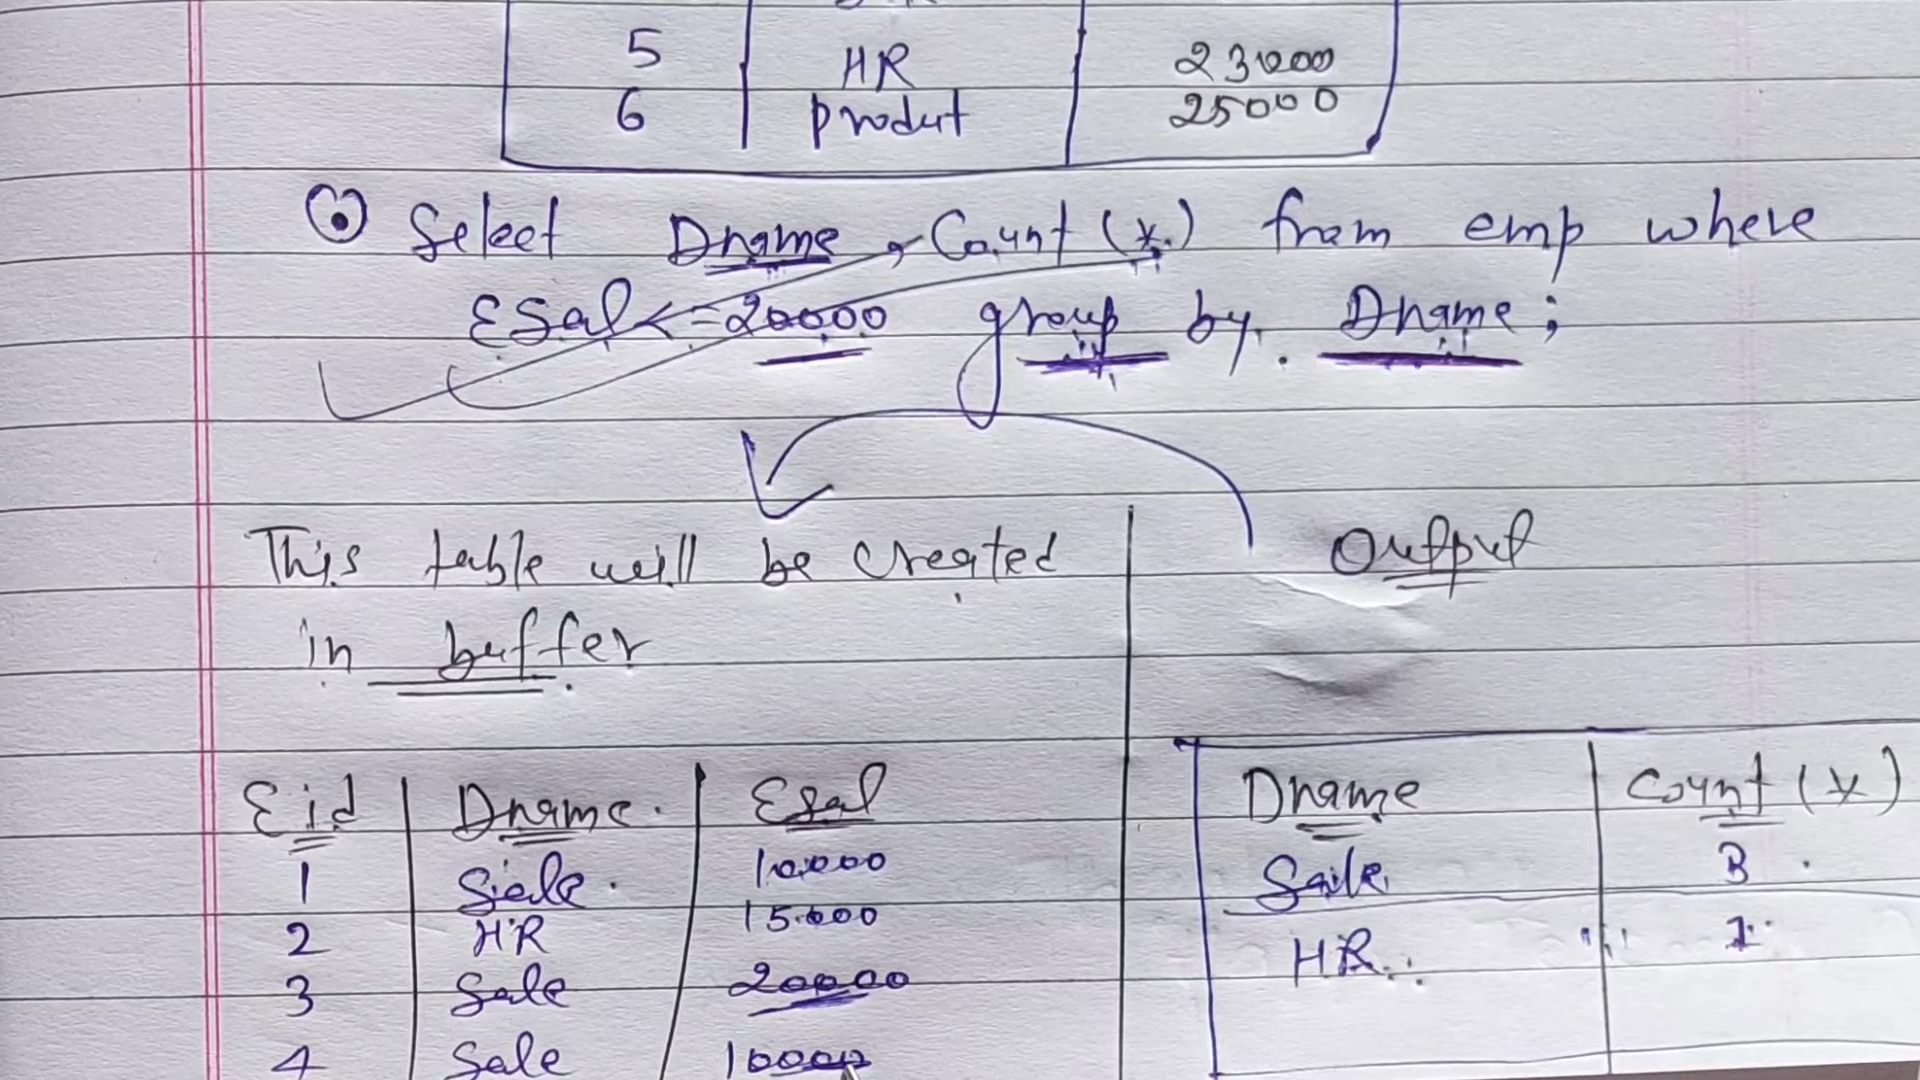 5 HR 23000
6 Produt 25000
Select Dname, Count (*) from emp where
ESal <= 20000 group by Dname;
This table will be created
in buffer
Output
Eid Dname Esal
1 Sale 10000
2 HR 15000
3 Sale 20000
4 Sale 10000
Dname Count (*)
Sale 3
HR 1